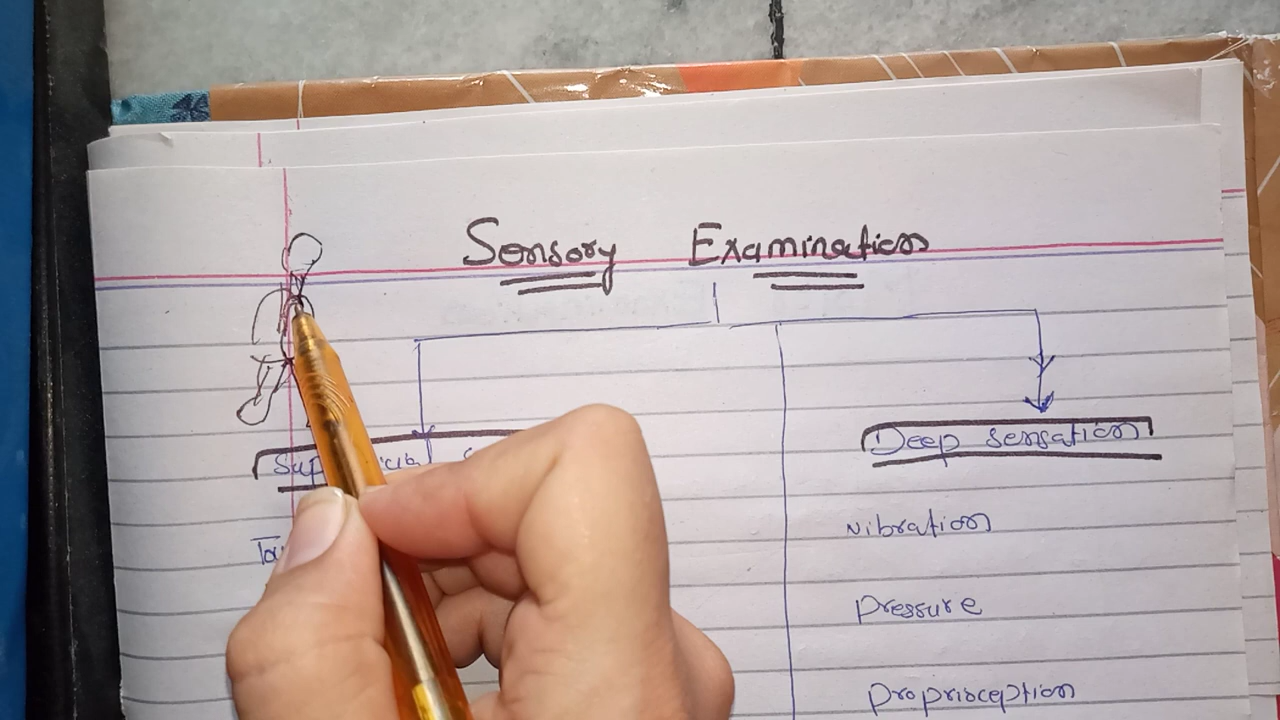 Sensory Examination
Deep sensation
Vibration
pressure
proprioception